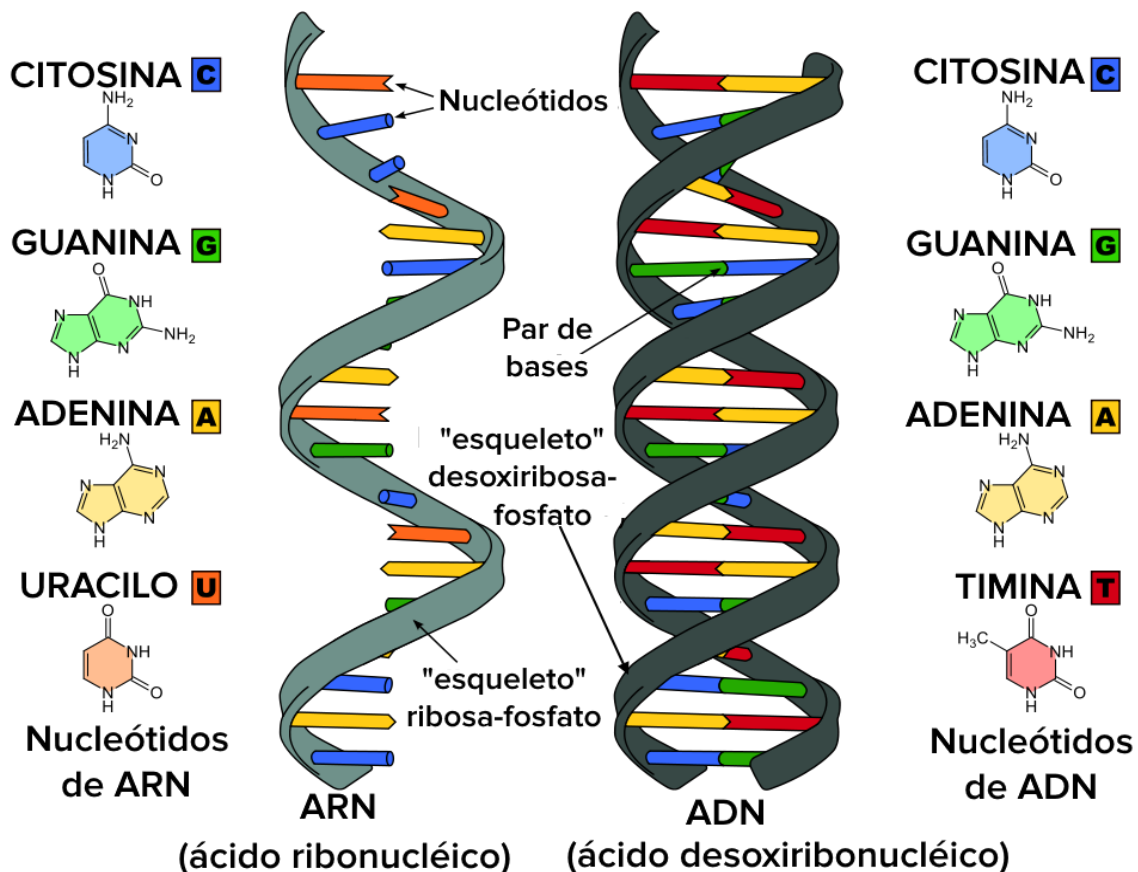 CITOSINA C
NH₂
N
N
H
O
GUANINA G
O
N
NH
N
H
N
NH₂
ADENINA A
H₂N
N
N
N
H
N
URACILO U
O
NH
N
H
O
Nucleótidos
de ARN
Nucleótidos
Par de
bases
"esqueleto"
desoxiribosa-
fosfato
"esqueleto"
ribosa-fosfato
ARN
(ácido ribonucléico)
ADN
(ácido desoxiribonucléico)
CITOSINA C
NH₂
N
N
H
O
GUANINA G
O
N
NH
N
H
N
NH₂
ADENINA A
H₂N
N
N
N
H
N
TIMINA T
O
H₃C
NH
N
H
O
Nucleótidos
de ADN